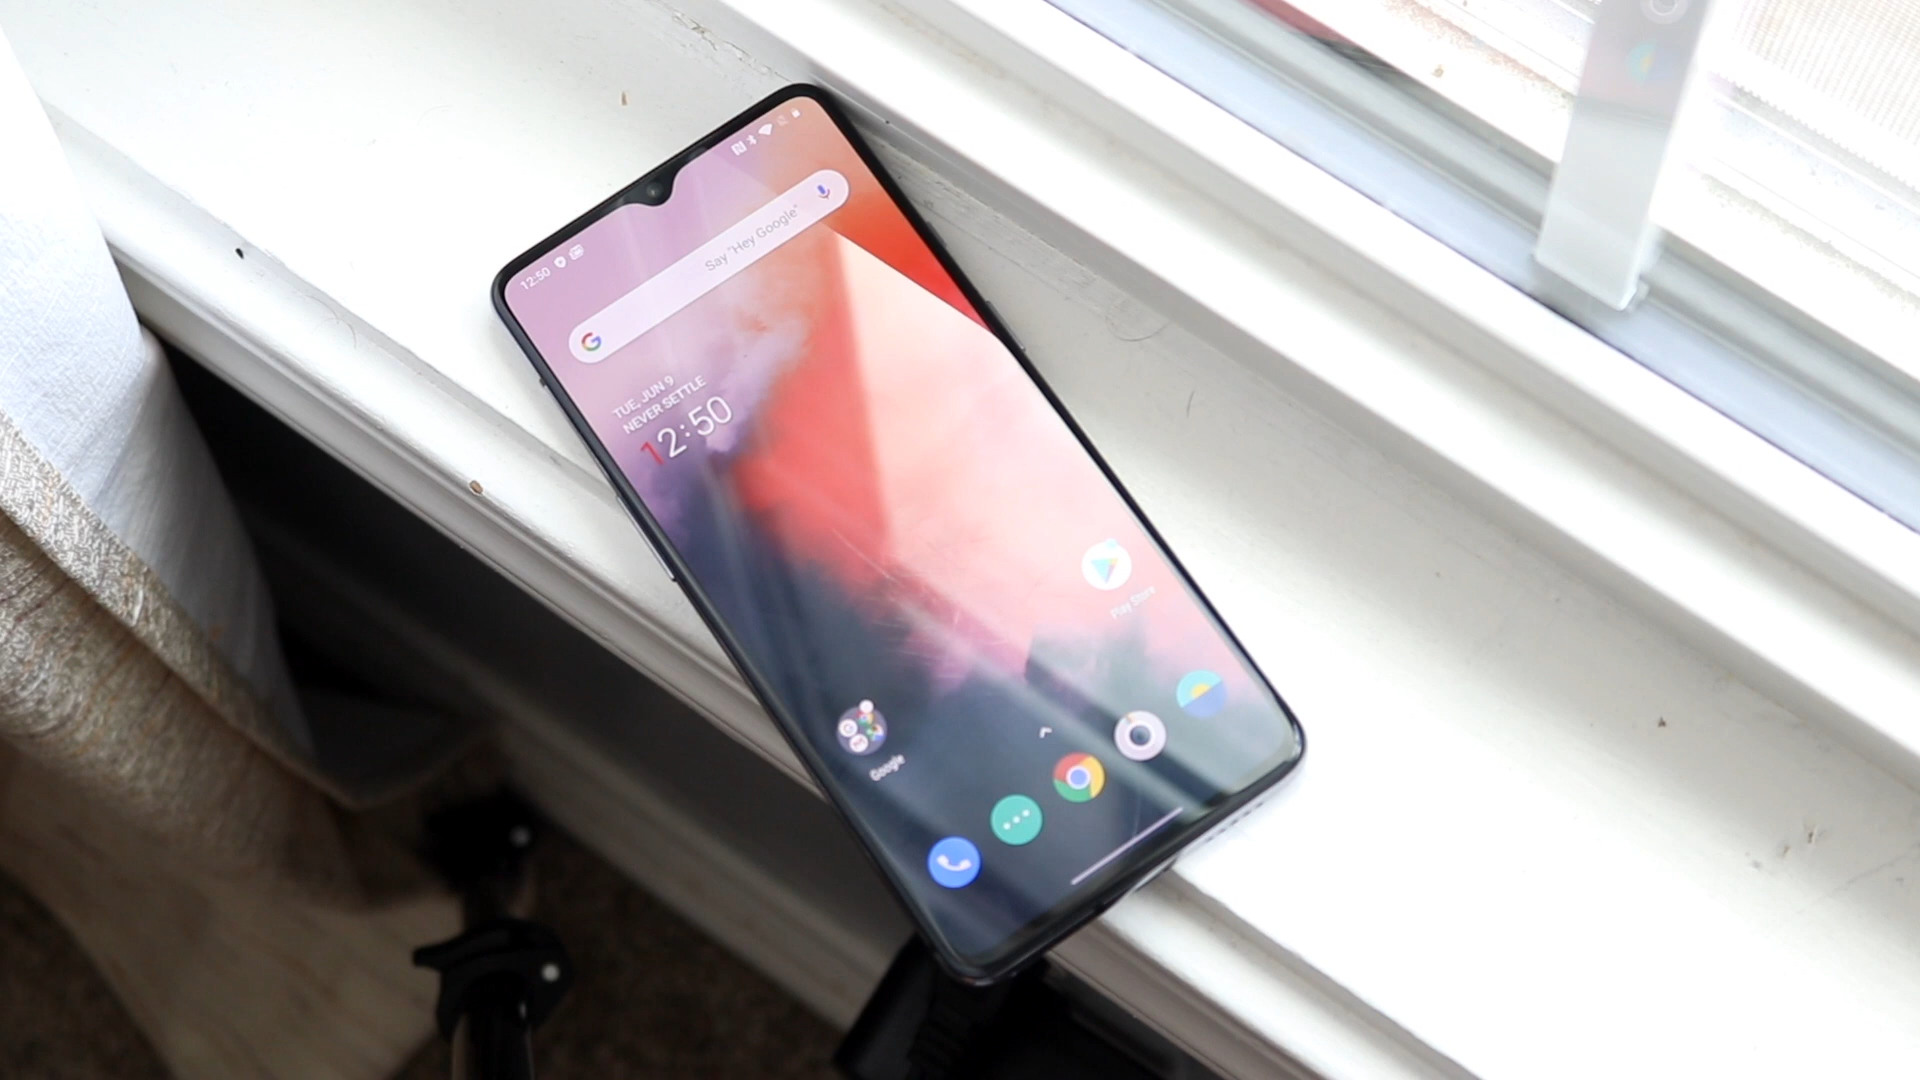 12:50
Say "Hey Google"
TUE, JUN 9
NEVER SETTLE
12:50
Play Store
Google